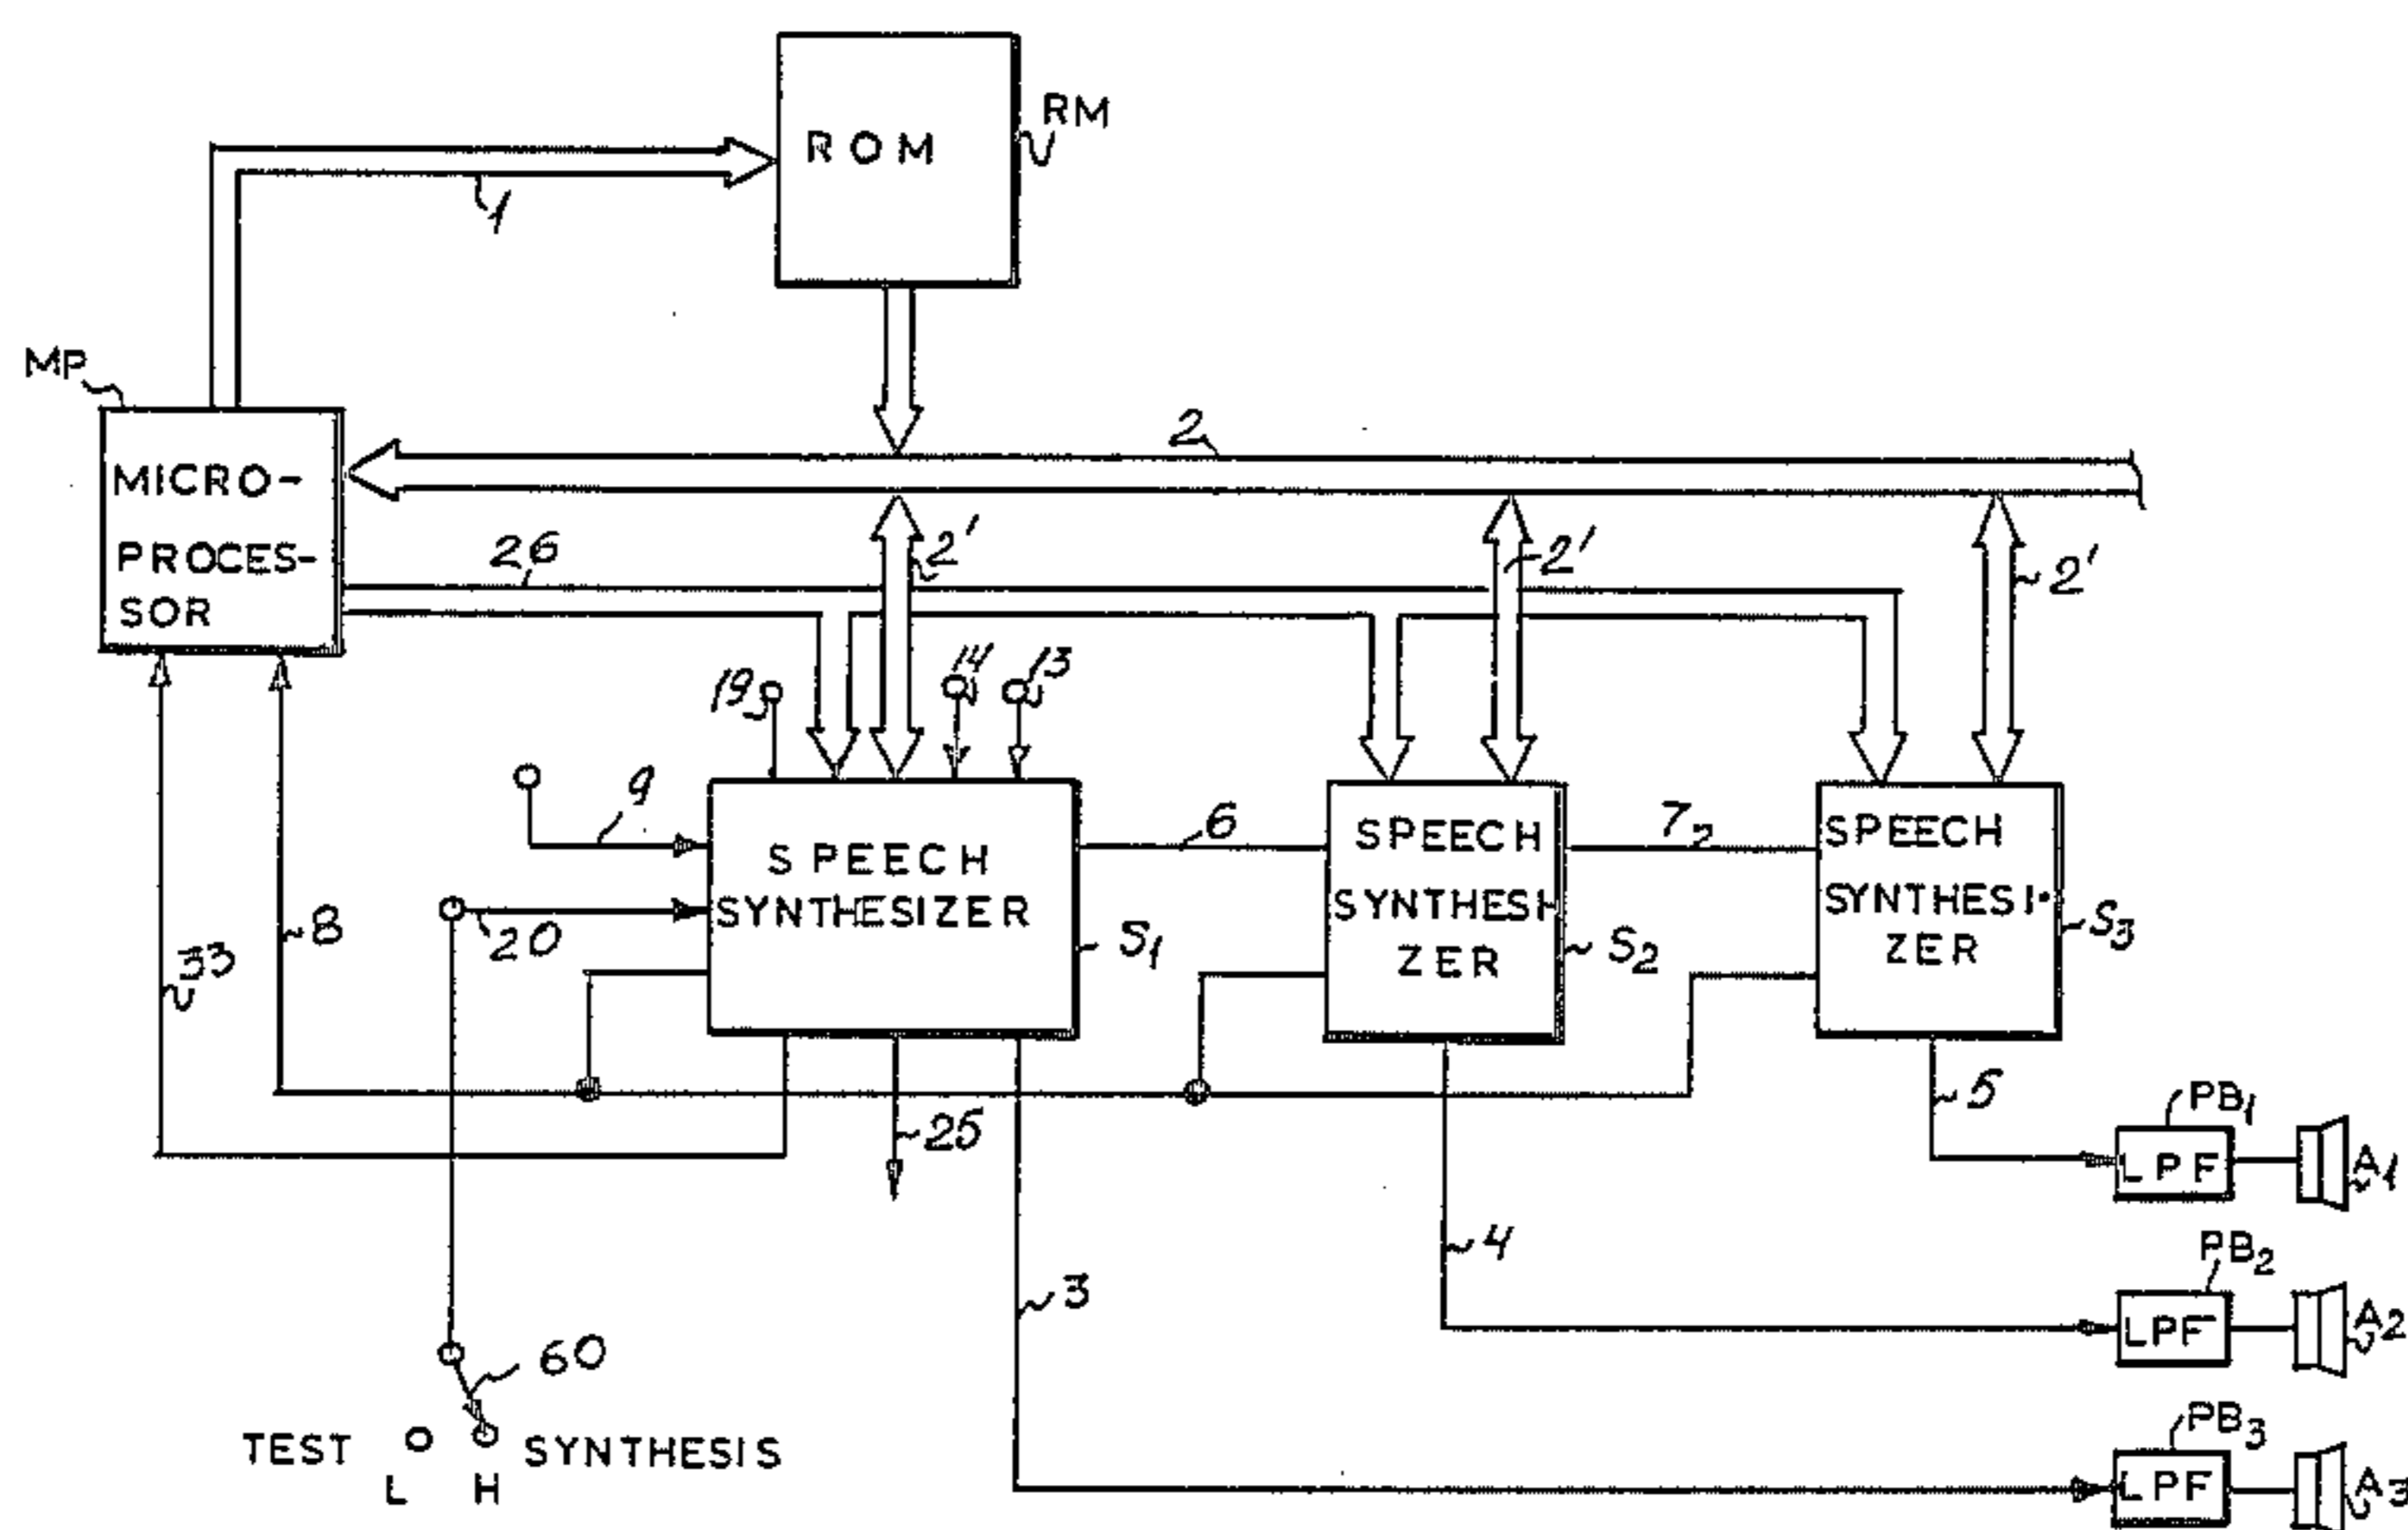 ROM
RM
1
MP
MICRO-
PROCES-
SOR
2
26
2'
2'
2'
19
14
13
9
20
SPEECH
SYNTHESIZER
S1
6
SPEECH
SYNTHESI-
ZER
S2
7
SPEECH
SYNTHESI-
ZER
S3
33
8
25
3
4
5
PB1
LPF
A1
PB2
LPF
A2
PB3
LPF
A3
60
TEST
SYNTHESIS
L H